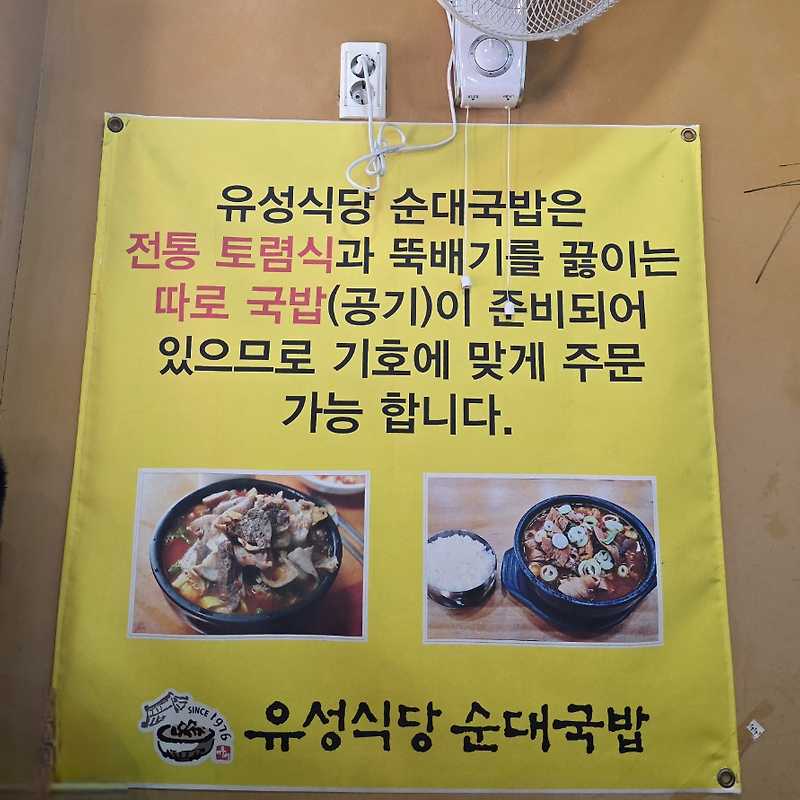 유성식당 순대국밥은
전통 토렴식과 뚝배기를 끓이는
따로 국밥(공기)이 준비되어
있으므로 기호에 맞게 주문
가능 합니다.
SINCE 1976
유성식당 순대국밥